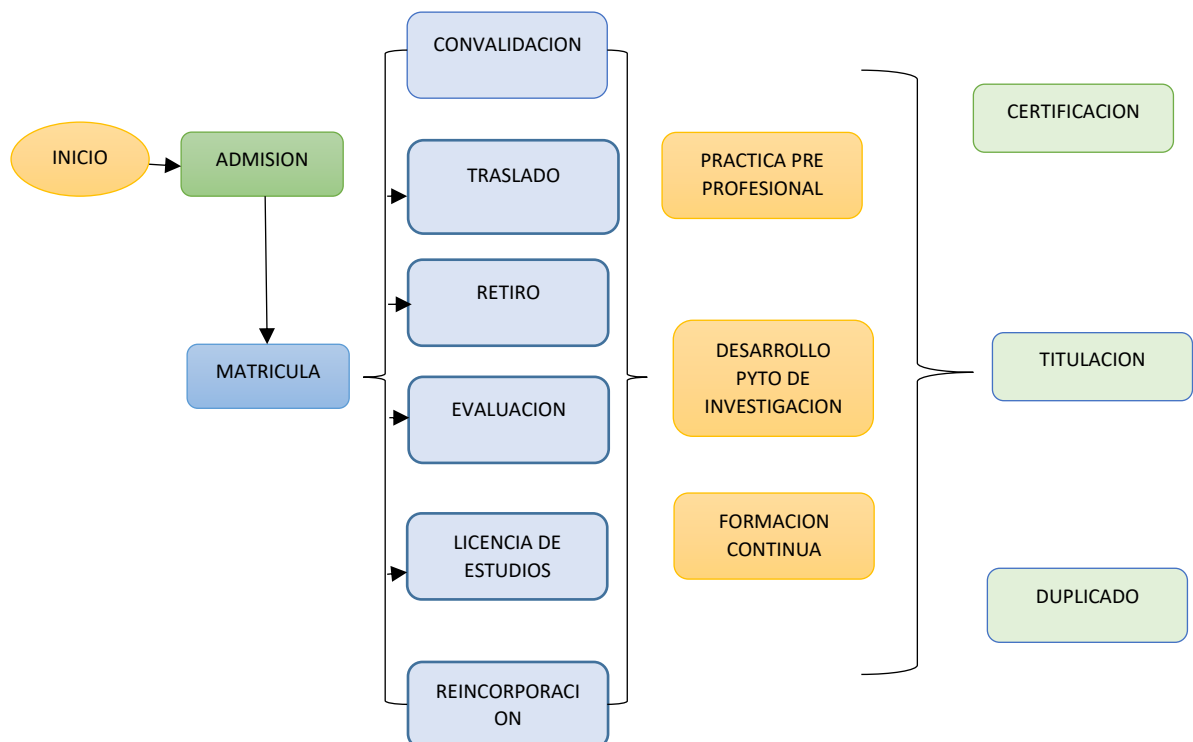 INICIO
ADMISION
MATRICULA
CONVALIDACION
TRASLADO
RETIRO
EVALUACION
LICENCIA DE
ESTUDIOS
REINCORPORACI
ON
PRACTICA PRE
PROFESIONAL
DESARROLLO
PYTO DE
INVESTIGACION
FORMACION
CONTINUA
CERTIFICACION
TITULACION
DUPLICADO